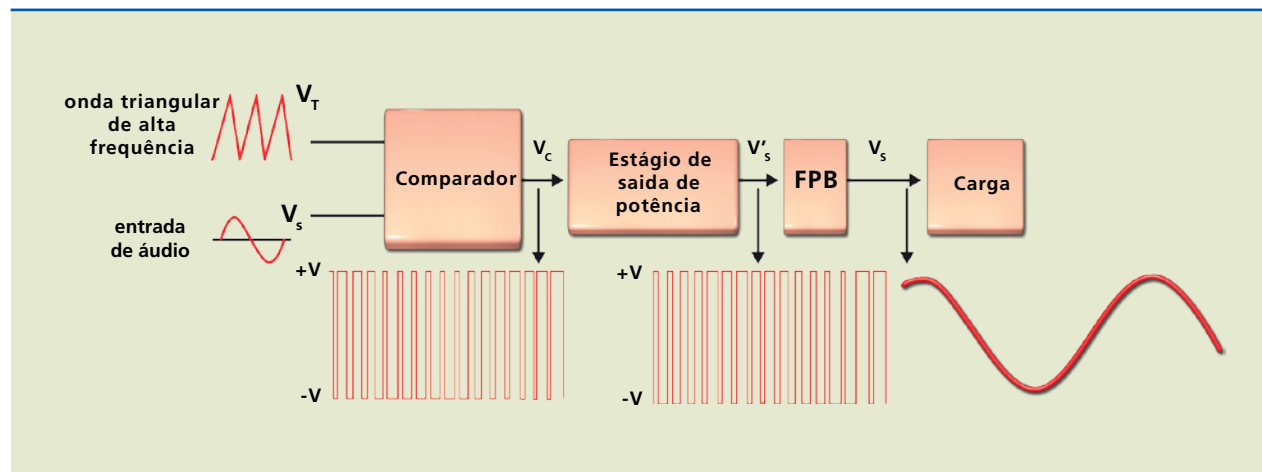 onda triangular
de alta
frequência
V_T
entrada
de áudio
V_s
Comparador
V_c
Estágio de
saida de
potência
V'_s
FPB
V_s
Carga
+V
-V
+V
-V